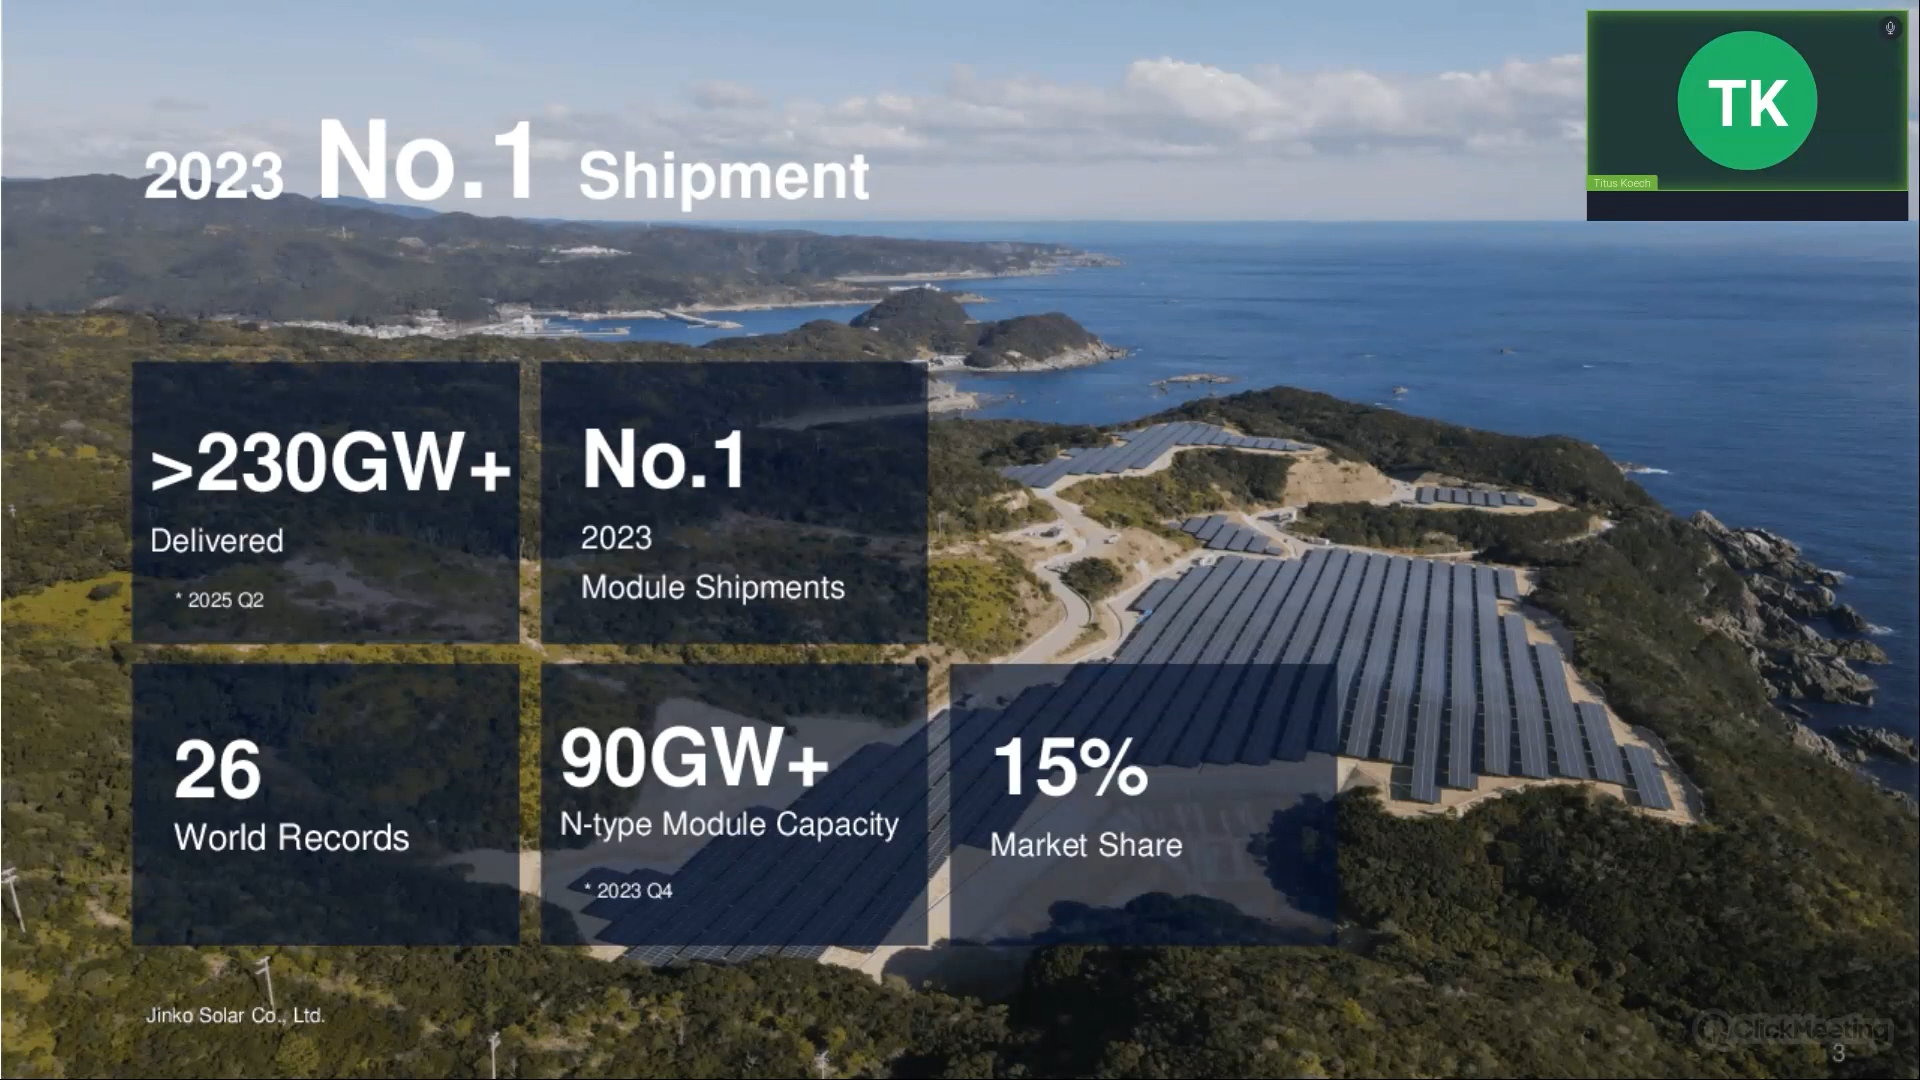 TK
Titus Koech
2023 No.1 Shipment
>230GW+
Delivered
* 2025 Q2
No.1
2023
Module Shipments
26
World Records
90GW+
N-type Module Capacity
* 2023 Q4
15%
Market Share
Jinko Solar Co., Ltd.
ClickMeeting
3